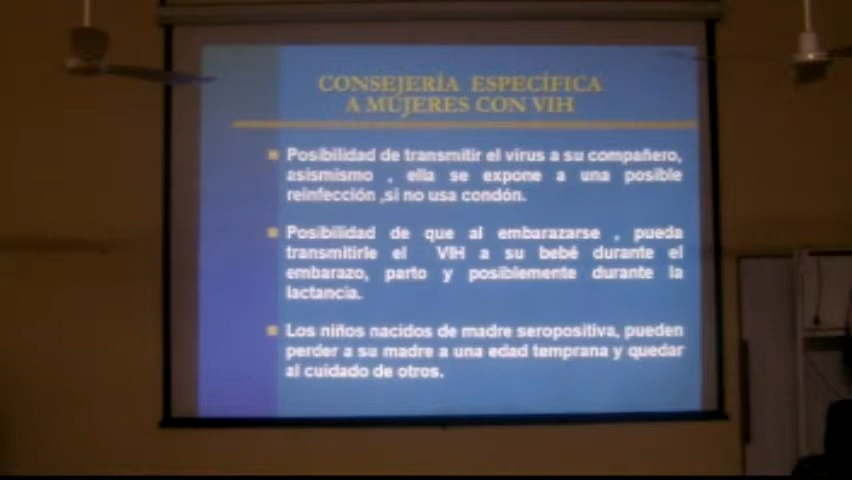 CONSEJERÍA ESPECÍFICA
A MUJERES CON VIH
Posibilidad de transmitir el virus a su compañero,
asismismo , ella se expone a una posible
reinfección ,si no usa condón.
Posibilidad de que al embarazarse , pueda
transmitirle el VIH a su bebé durante el
embarazo, parto y posiblemente durante la
lactancia.
Los niños nacidos de madre seropositiva, pueden
perder a su madre a una edad temprana y quedar
al cuidado de otros.